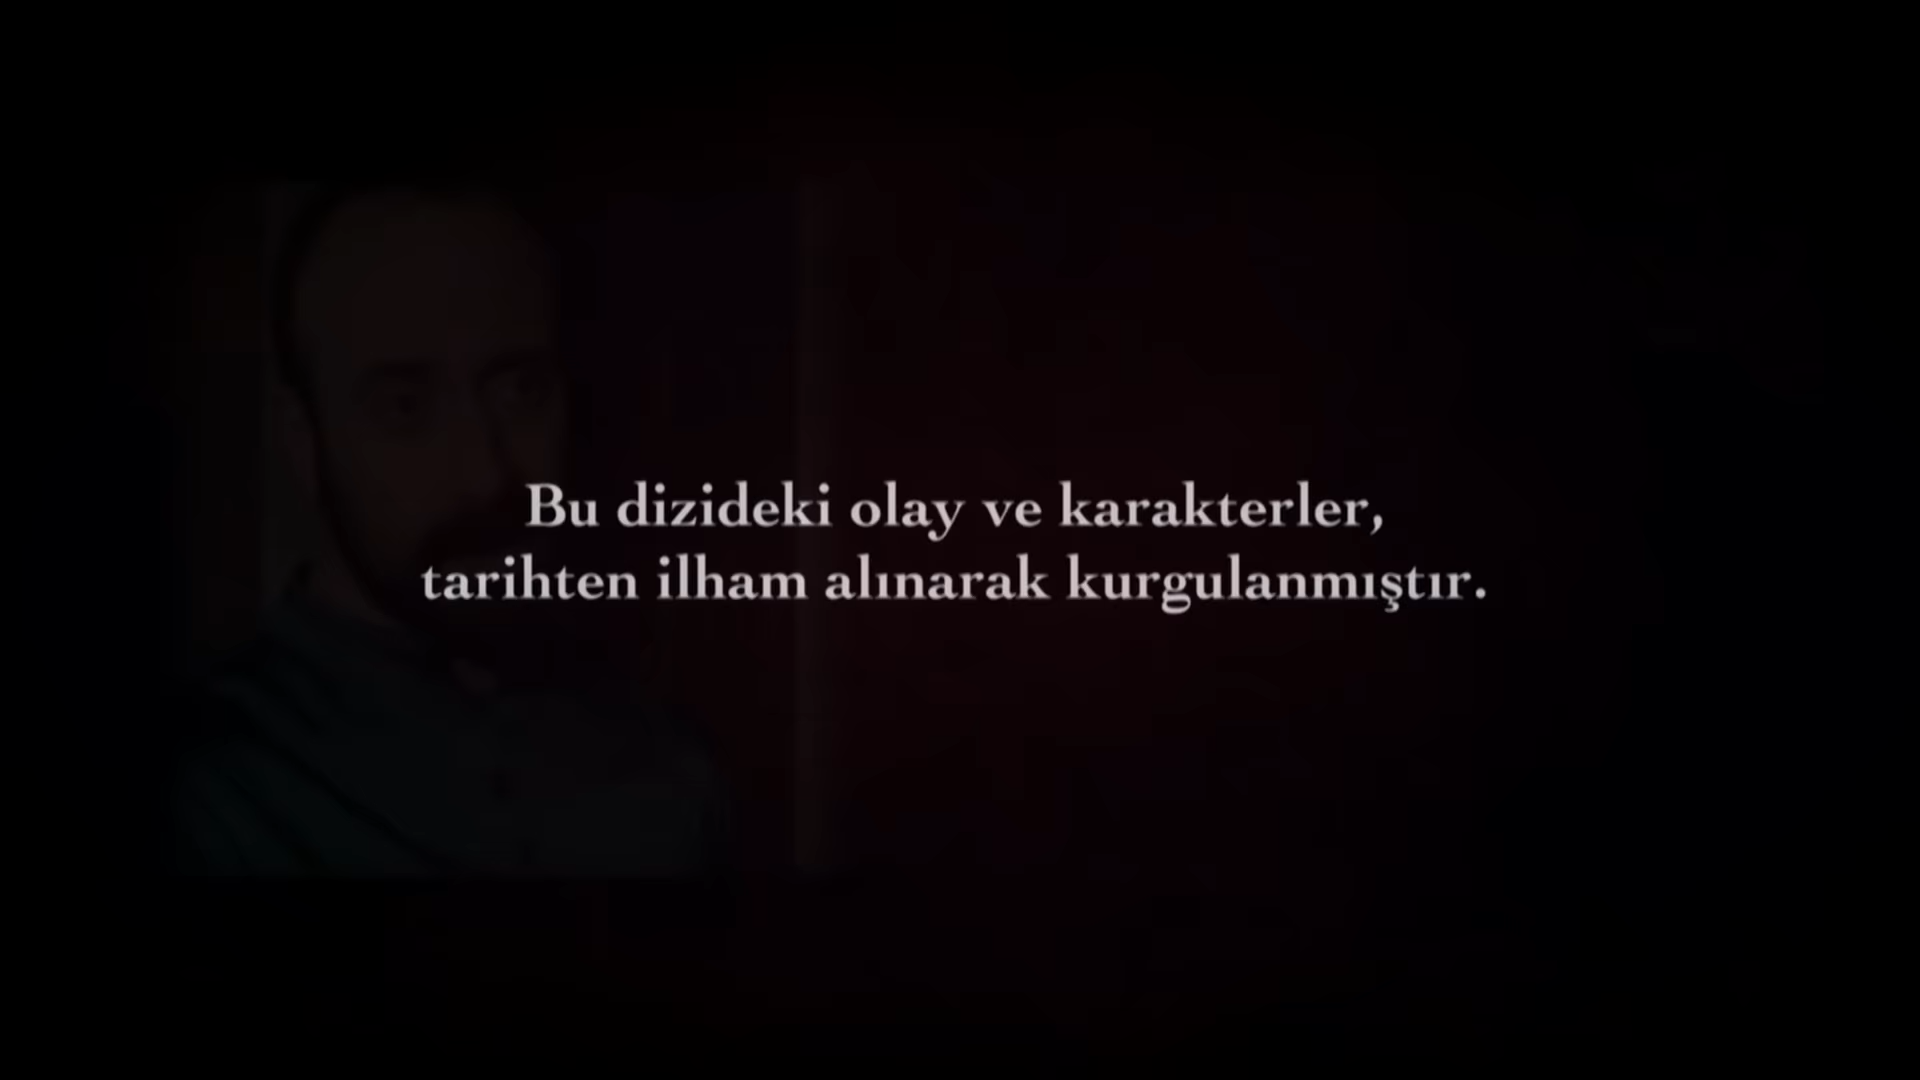 Bu dizideki olay ve karakterler,
tarihten ilham alınarak kurgulanmıştır.